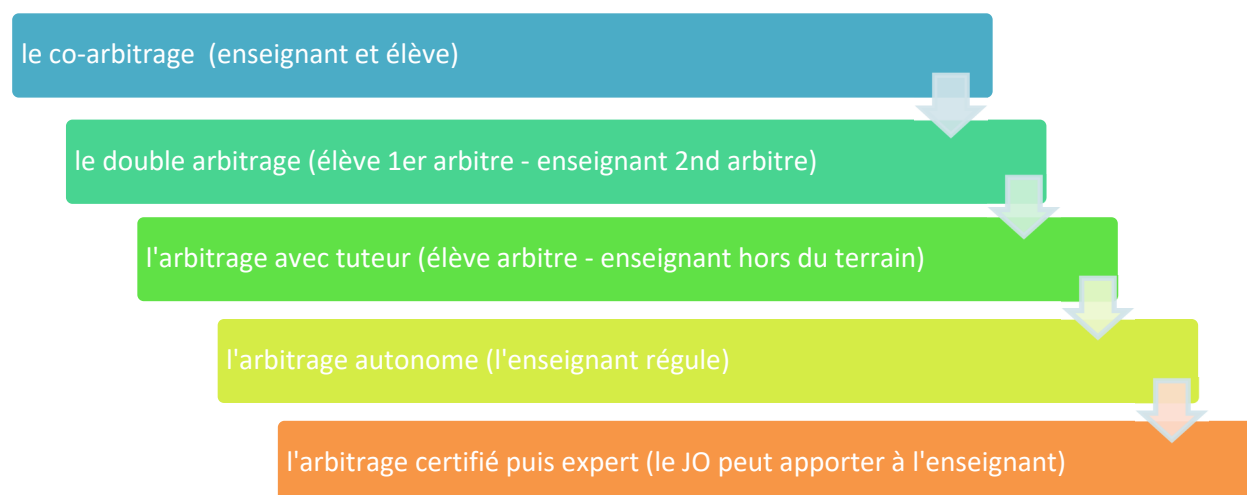 le co-arbitrage  (enseignant et élève)
le double arbitrage (élève 1er arbitre - enseignant 2nd arbitre)
l'arbitrage avec tuteur (élève arbitre - enseignant hors du terrain)
l'arbitrage autonome (l'enseignant régule)
l'arbitrage certifié puis expert (le JO peut apporter à l'enseignant)